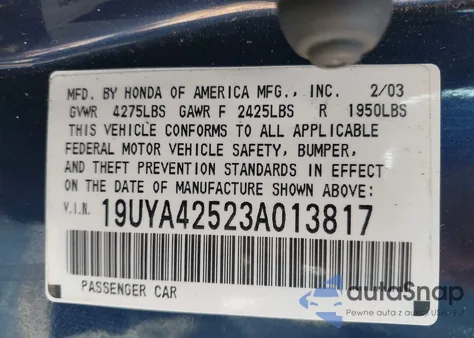 MFD. BY HONDA OF AMERICA MFG., INC. 2/03
GVWR 4275LBS GAWR F 2425LBS R 1950LBS
THIS VEHICLE CONFORMS TO ALL APPLICABLE
FEDERAL MOTOR VEHICLE SAFETY, BUMPER,
AND THEFT PREVENTION STANDARDS IN EFFECT
ON THE DATE OF MANUFACTURE SHOWN ABOVE:
V.I.N. 19UYA42523A013817
PASSENGER CAR
autoSnap
Pewne auta z aukcji USA